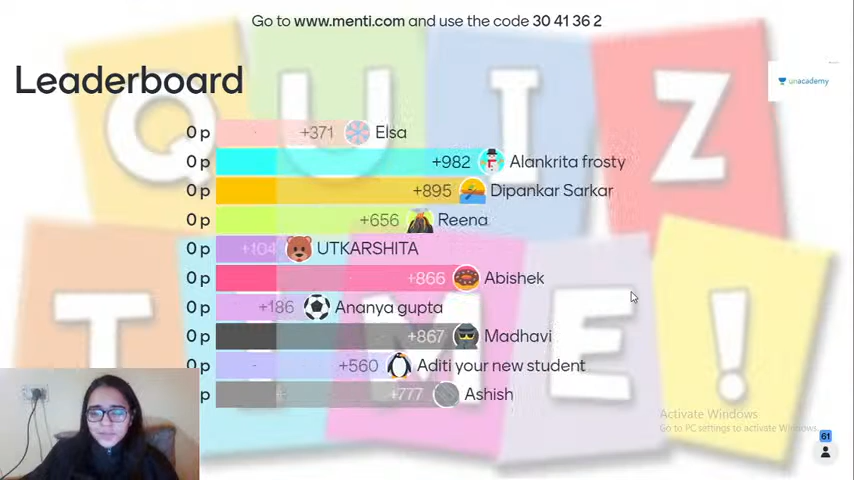 Go to www.menti.com and use the code 30 41 36 2
Leaderboard
unacademy
QUIZ
TIME!
0 p +371 Elsa
0 p +982 Alankrita frosty
0 p +895 Dipankar Sarkar
0 p +656 Reena
0 p +104 UTKARSHITA
0 p +866 Abishek
0 p +186 Ananya gupta
0 p +867 Madhavi
0 p +560 Aditi your new student
p +777 Ashish
Activate Windows
Go to PC settings to activate Windows.
61